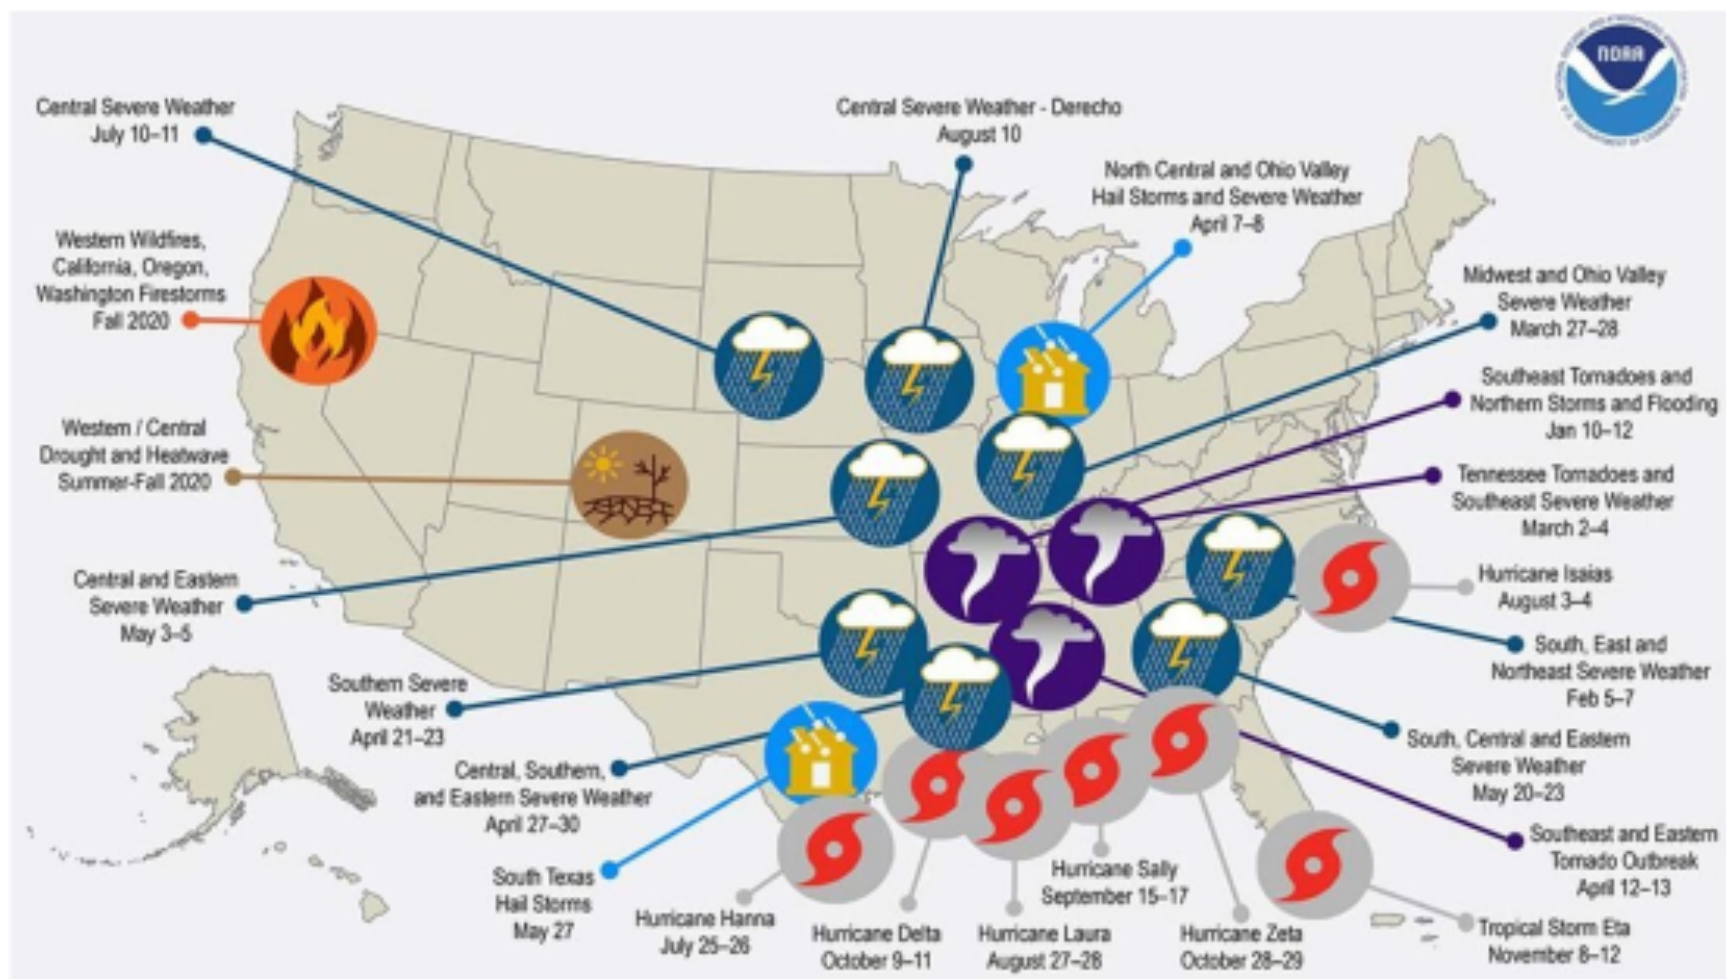 NOAA
Central Severe Weather
July 10–11
Central Severe Weather - Derecho
August 10
North Central and Ohio Valley
Hail Storms and Severe Weather
April 7–8
Western Wildfires,
California, Oregon,
Washington Firestorms
Fall 2020
Midwest and Ohio Valley
Severe Weather
March 27–28
Southeast Tornadoes and
Northern Storms and Flooding
Jan 10–12
Western / Central
Drought and Heatwave
Summer-Fall 2020
Tennessee Tornadoes and
Southeast Severe Weather
March 2–4
Central and Eastern
Severe Weather
May 3–5
Hurricane Isaias
August 3–4
South, East and
Northeast Severe Weather
Feb 5–7
Southern Severe
Weather
April 21–23
South, Central and Eastern
Severe Weather
May 20–23
Central, Southern,
and Eastern Severe Weather
April 27–30
Southeast and Eastern
Tornado Outbreak
April 12–13
South Texas
Hail Storms
May 27
Hurricane Hanna
July 25–26
Hurricane Delta
October 9–11
Hurricane Laura
August 27–28
Hurricane Sally
September 15–17
Hurricane Zeta
October 28–29
Tropical Storm Eta
November 8–12